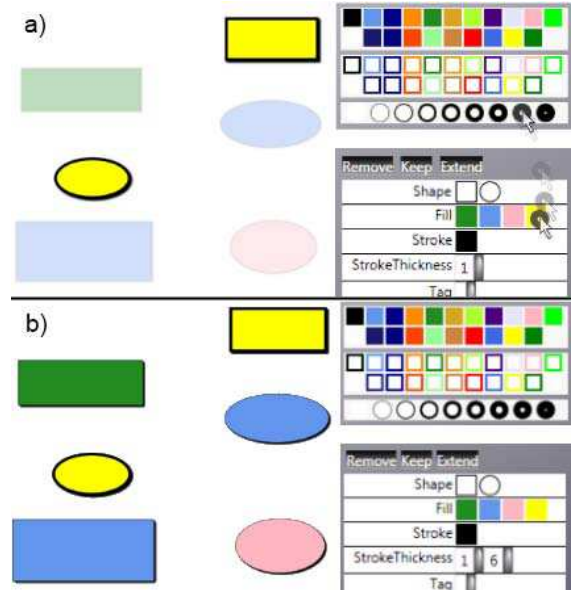 a)
Remove Keep Extend
Shape
Fill
Stroke
StrokeThickness 1
Tag
b)
Remove Keep Extend
Shape
Fill
Stroke
StrokeThickness 1 6
Tag